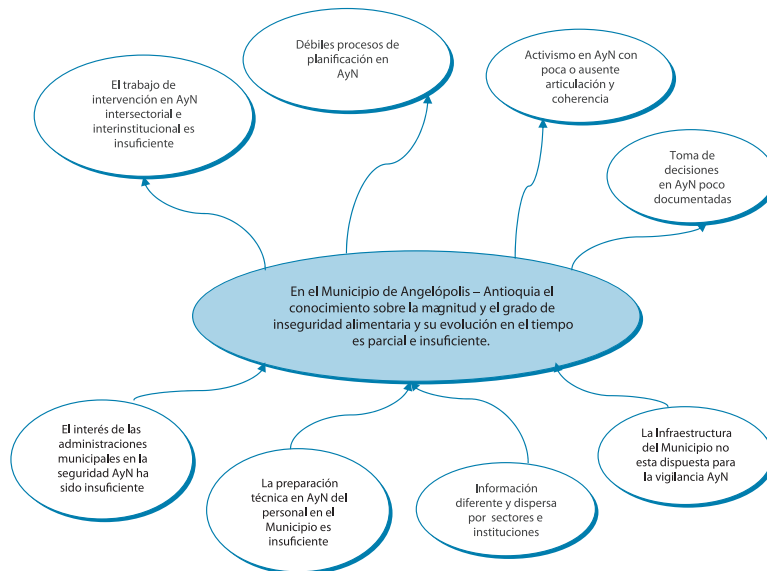 Débiles procesos de
planificación en
AyN
Activismo en AyN con
poca o ausente
articulación y
coherencia
El trabajo de
intervención en AyN
intersectorial e
interinstitucional es
insuficiente
Toma de
decisiones
en AyN poco
documentadas
En el Municipio de Angelópolis – Antioquia el
conocimiento sobre la magnitud y el grado de
inseguridad alimentaria y su evolución en el tiempo
es parcial e insuficiente.
El interés de las
administraciones
municipales en la
seguridad AyN ha
sido insuficiente
La preparación
técnica en AyN del
personal en el
Municipio es
insuficiente
Información
diferente y dispersa
por sectores e
instituciones
La Infraestructura
del Municipio no
esta dispuesta para
la vigilancia AyN